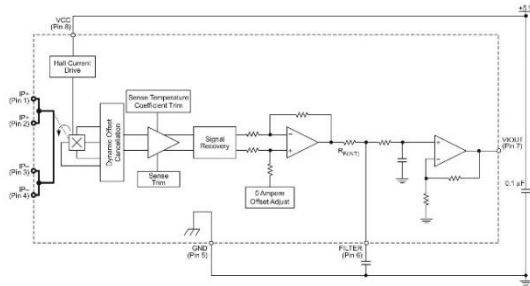 +5 V
VCC
(Pin 8)
Hall Current
Drive
IP+
(Pin 1)
IP+
(Pin 2)
IP−
(Pin 3)
IP−
(Pin 4)
Dynamic Offset
Cancellation
Sense Temperature
Coefficient Trim
Sense
Trim
Signal
Recovery
0 Ampere
Offset Adjust
RF(INT)
VIOUT
(Pin 7)
0.1 µF
GND
(Pin 5)
FILTER
(Pin 6)